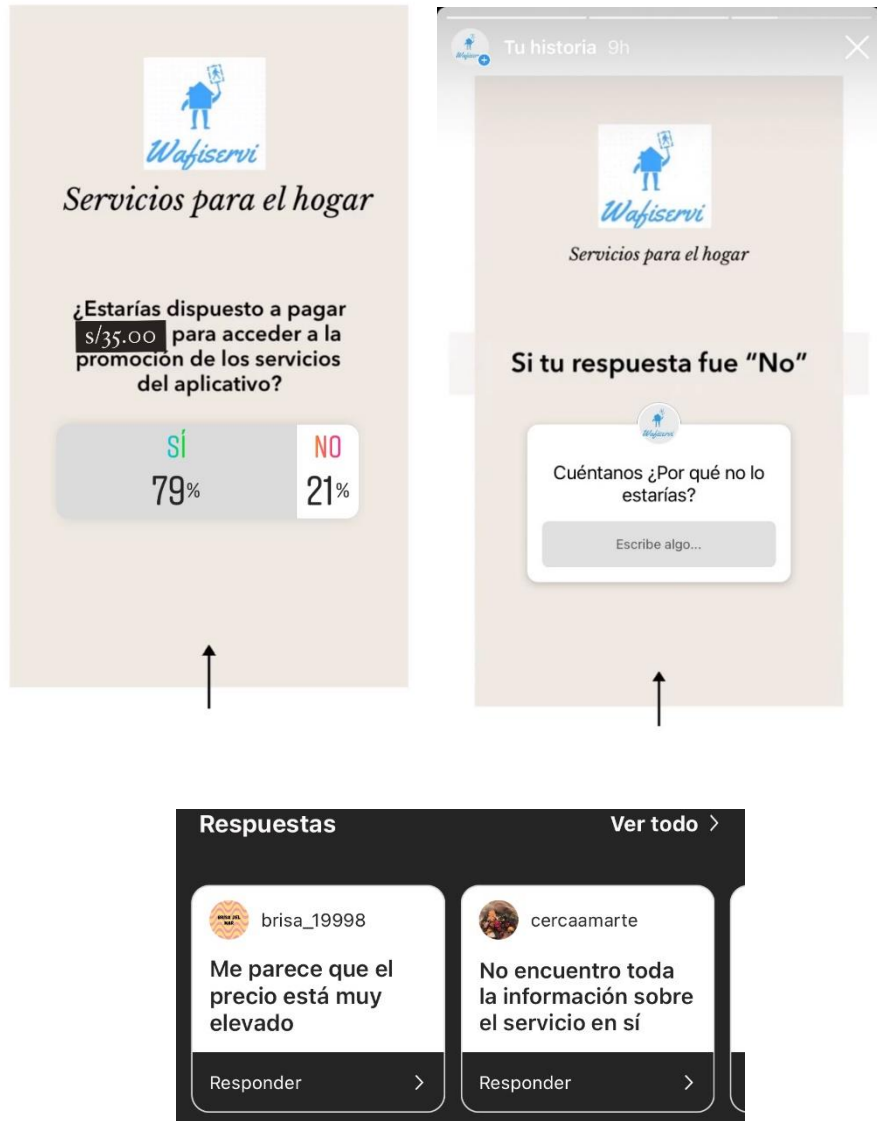 Wafiservi
Servicios para el hogar
¿Estarías dispuesto a pagar
s/35.00 para acceder a la
promoción de los servicios
del aplicativo?
SÍ
NO
79%
21%
Tu historia 9h
Wafiservi
Servicios para el hogar
Si tu respuesta fue “No”
Wafiservi
Cuéntanos ¿Por qué no lo
estarías?
Escribe algo...
Respuestas
Ver todo
brisa_19998
Me parece que el
precio está muy
elevado
Responder
cercaamarte
No encuentro toda
la información sobre
el servicio en sí
Responder